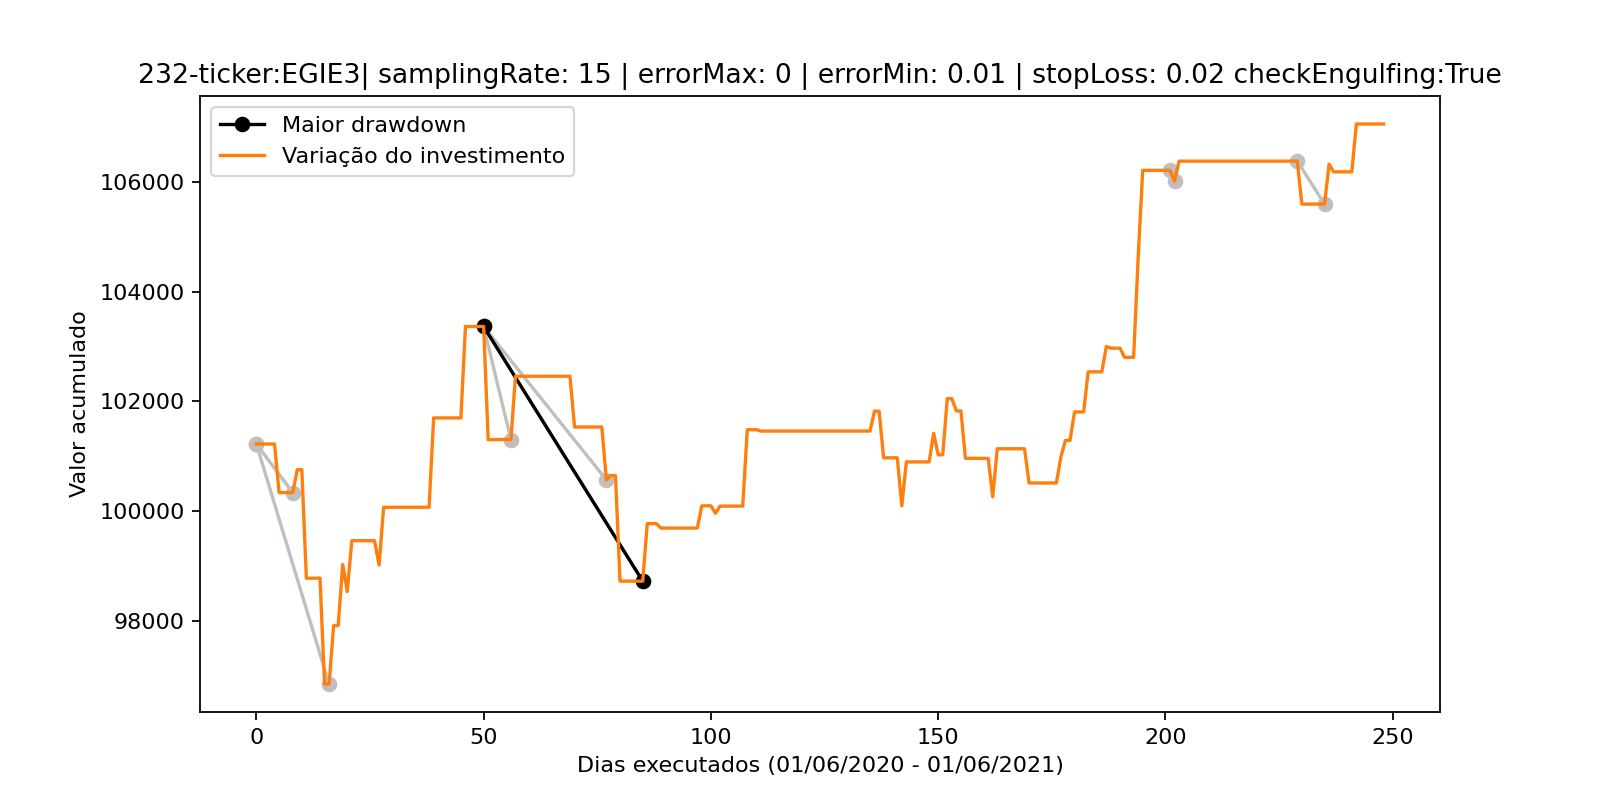 232-ticker:EGIE3| samplingRate: 15 | errorMax: 0 | errorMin: 0.01 | stopLoss: 0.02 checkEngulfing:True
Maior drawdown
Variação do investimento
Valor acumulado
106000
104000
102000
100000
98000
0 50 100 150 200 250
Dias executados (01/06/2020 - 01/06/2021)